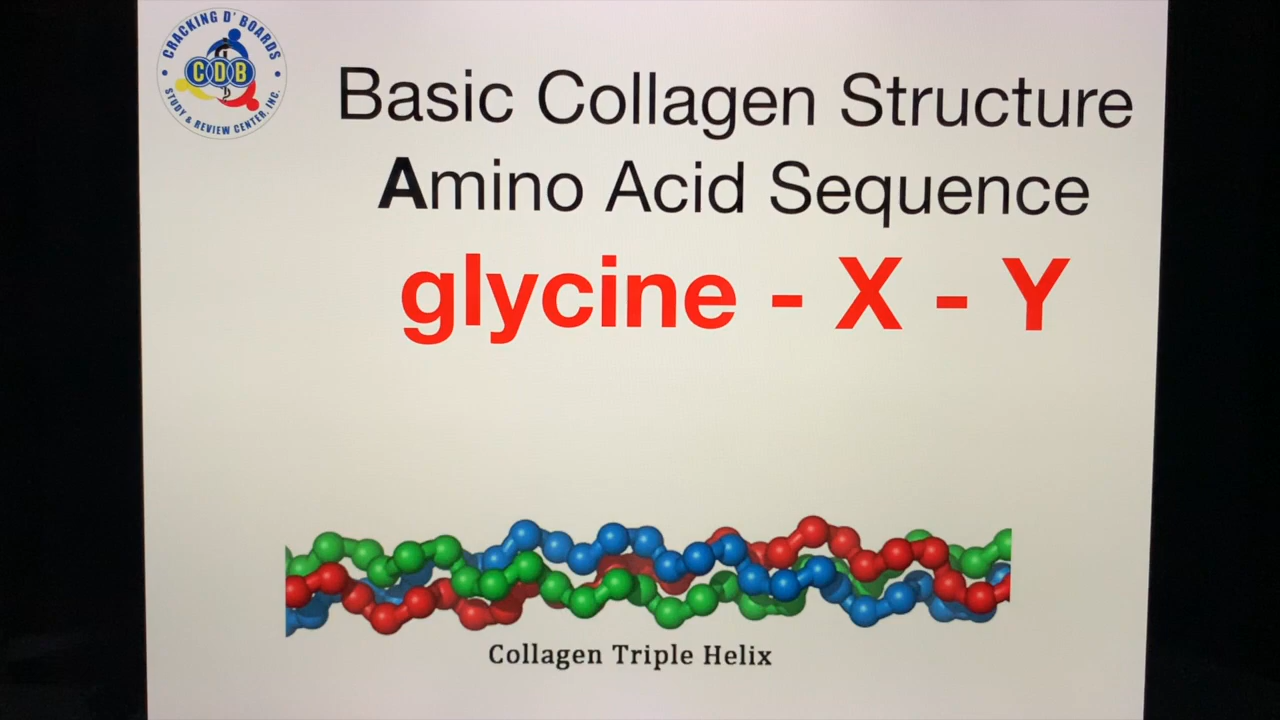 CRACKING D' BOARDS
CDB
STUDY & REVIEW CENTER, INC.
Basic Collagen Structure
Amino Acid Sequence
glycine - X - Y
Collagen Triple Helix